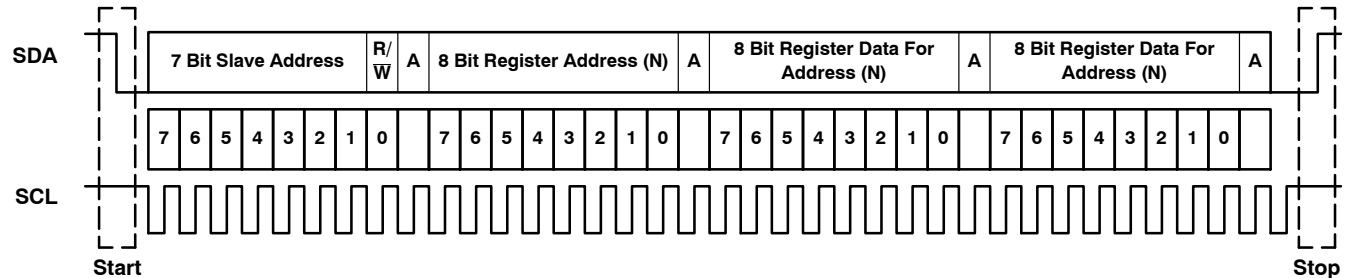 SDA
7 Bit Slave Address
R/
W
A
8 Bit Register Address (N)
A
8 Bit Register Data For
Address (N)
A
8 Bit Register Data For
Address (N)
A
7 6 5 4 3 2 1 0 7 6 5 4 3 2 1 0 7 6 5 4 3 2 1 0 7 6 5 4 3 2 1 0
SCL
Start
Stop